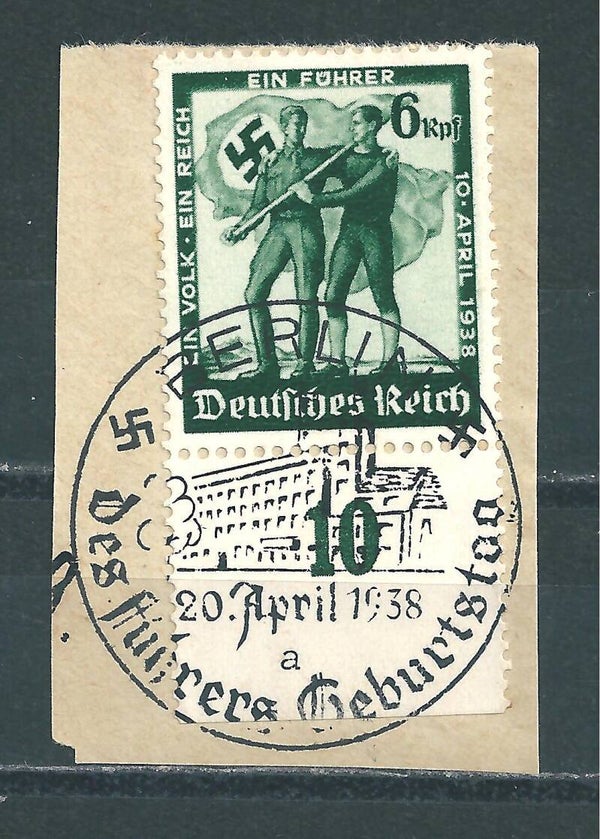 EIN VOLK · EIN REICH
EIN FÜHRER
10 · APRIL 1938
6 Rpf
Deutsches Reich
BERLIN
10
20. April 1938
a
Des Führers Geburtstag